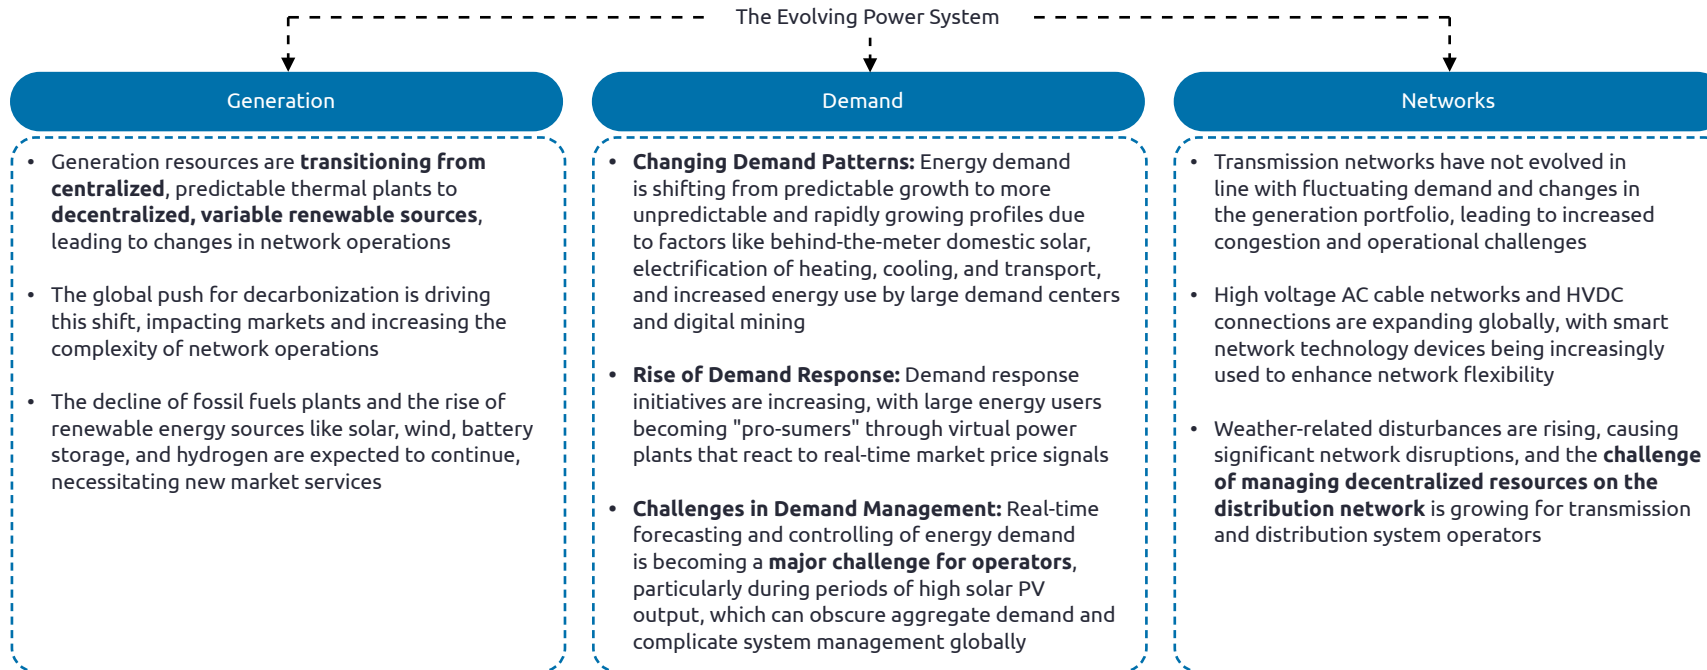 The Evolving Power System
Generation
• Generation resources are transitioning from
centralized, predictable thermal plants to
decentralized, variable renewable sources,
leading to changes in network operations
• The global push for decarbonization is driving
this shift, impacting markets and increasing the
complexity of network operations
• The decline of fossil fuels plants and the rise of
renewable energy sources like solar, wind, battery
storage, and hydrogen are expected to continue,
necessitating new market services
Demand
• Changing Demand Patterns: Energy demand
is shifting from predictable growth to more
unpredictable and rapidly growing profiles due
to factors like behind-the-meter domestic solar,
electrification of heating, cooling, and transport,
and increased energy use by large demand centers
and digital mining
• Rise of Demand Response: Demand response
initiatives are increasing, with large energy users
becoming "pro-sumers" through virtual power
plants that react to real-time market price signals
• Challenges in Demand Management: Real-time
forecasting and controlling of energy demand
is becoming a major challenge for operators,
particularly during periods of high solar PV
output, which can obscure aggregate demand and
complicate system management globally
Networks
• Transmission networks have not evolved in
line with fluctuating demand and changes in
the generation portfolio, leading to increased
congestion and operational challenges
• High voltage AC cable networks and HVDC
connections are expanding globally, with smart
network technology devices being increasingly
used to enhance network flexibility
• Weather-related disturbances are rising, causing
significant network disruptions, and the challenge
of managing decentralized resources on the
distribution network is growing for transmission
and distribution system operators